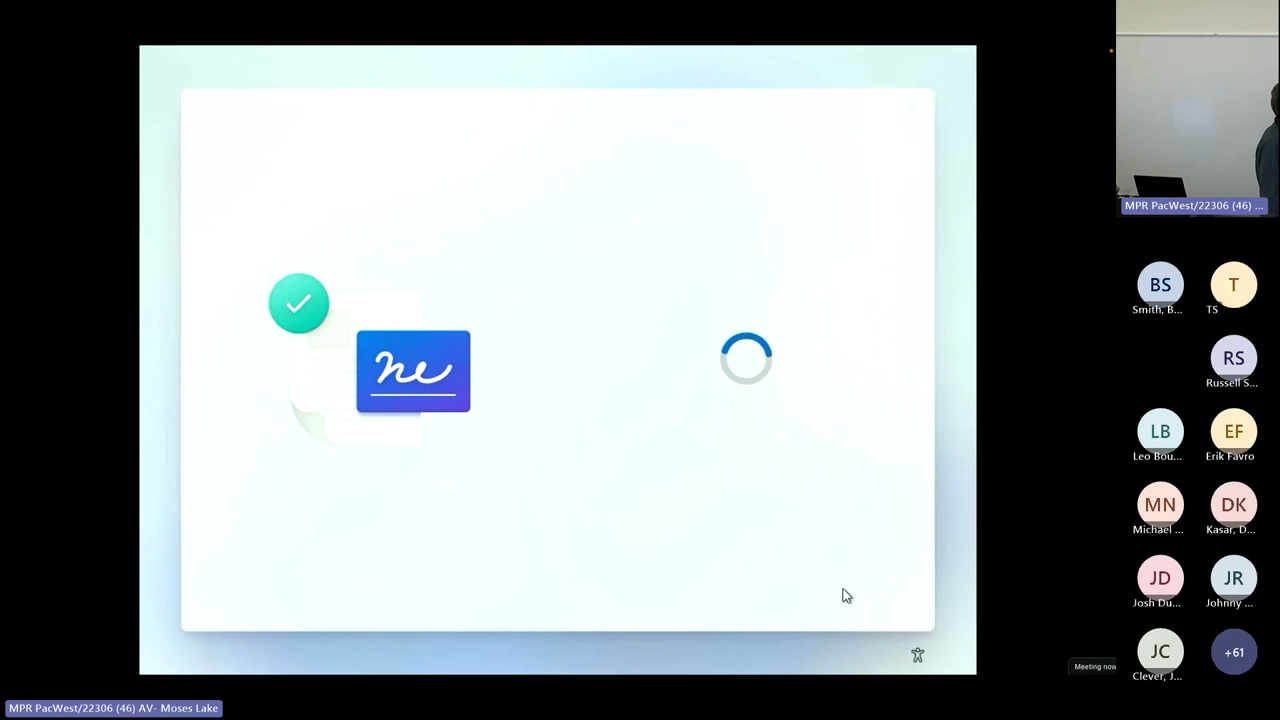 MPR PacWest/22306 (46) ...
BS
T
Smith, B...
TS
RS
Russell S...
LB
EF
Leo Bou...
Erik Favro
MN
DK
Michael ...
Kasar, D...
JD
JR
Josh Du...
Johnny ...
JC
+61
Clever, J...
Meeting now
MPR PacWest/22306 (46) AV- Moses Lake